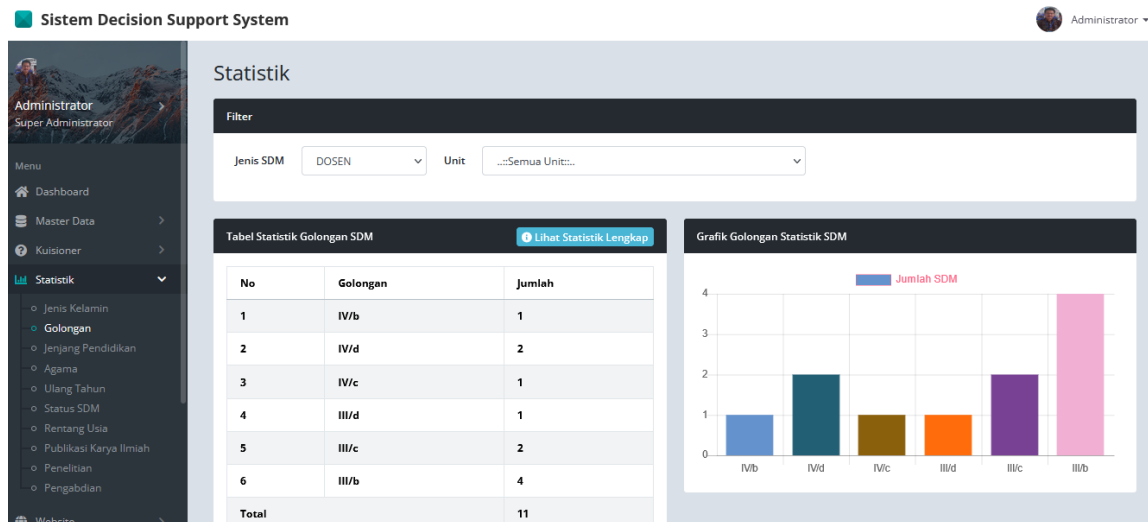 Sistem Decision Support System
Administrator
Administrator
Super Administrator
Menu
Dashboard
Master Data
Kuisioner
Statistik
Jenis Kelamin
Golongan
Jenjang Pendidikan
Agama
Ulang Tahun
Status SDM
Rentang Usia
Publikasi Karya Ilmiah
Penelitian
Pengabdian
Website
Statistik
Filter
Jenis SDM DOSEN Unit ..::Semua Unit::..
Tabel Statistik Golongan SDM Lihat Statistik Lengkap
No Golongan Jumlah
1 IV/b 1
2 IV/d 2
3 IV/c 1
4 III/d 1
5 III/c 2
6 III/b 4
Total 11
Grafik Golongan Statistik SDM
Jumlah SDM
4
3
2
1
0
IV/b IV/d IV/c III/d III/c III/b